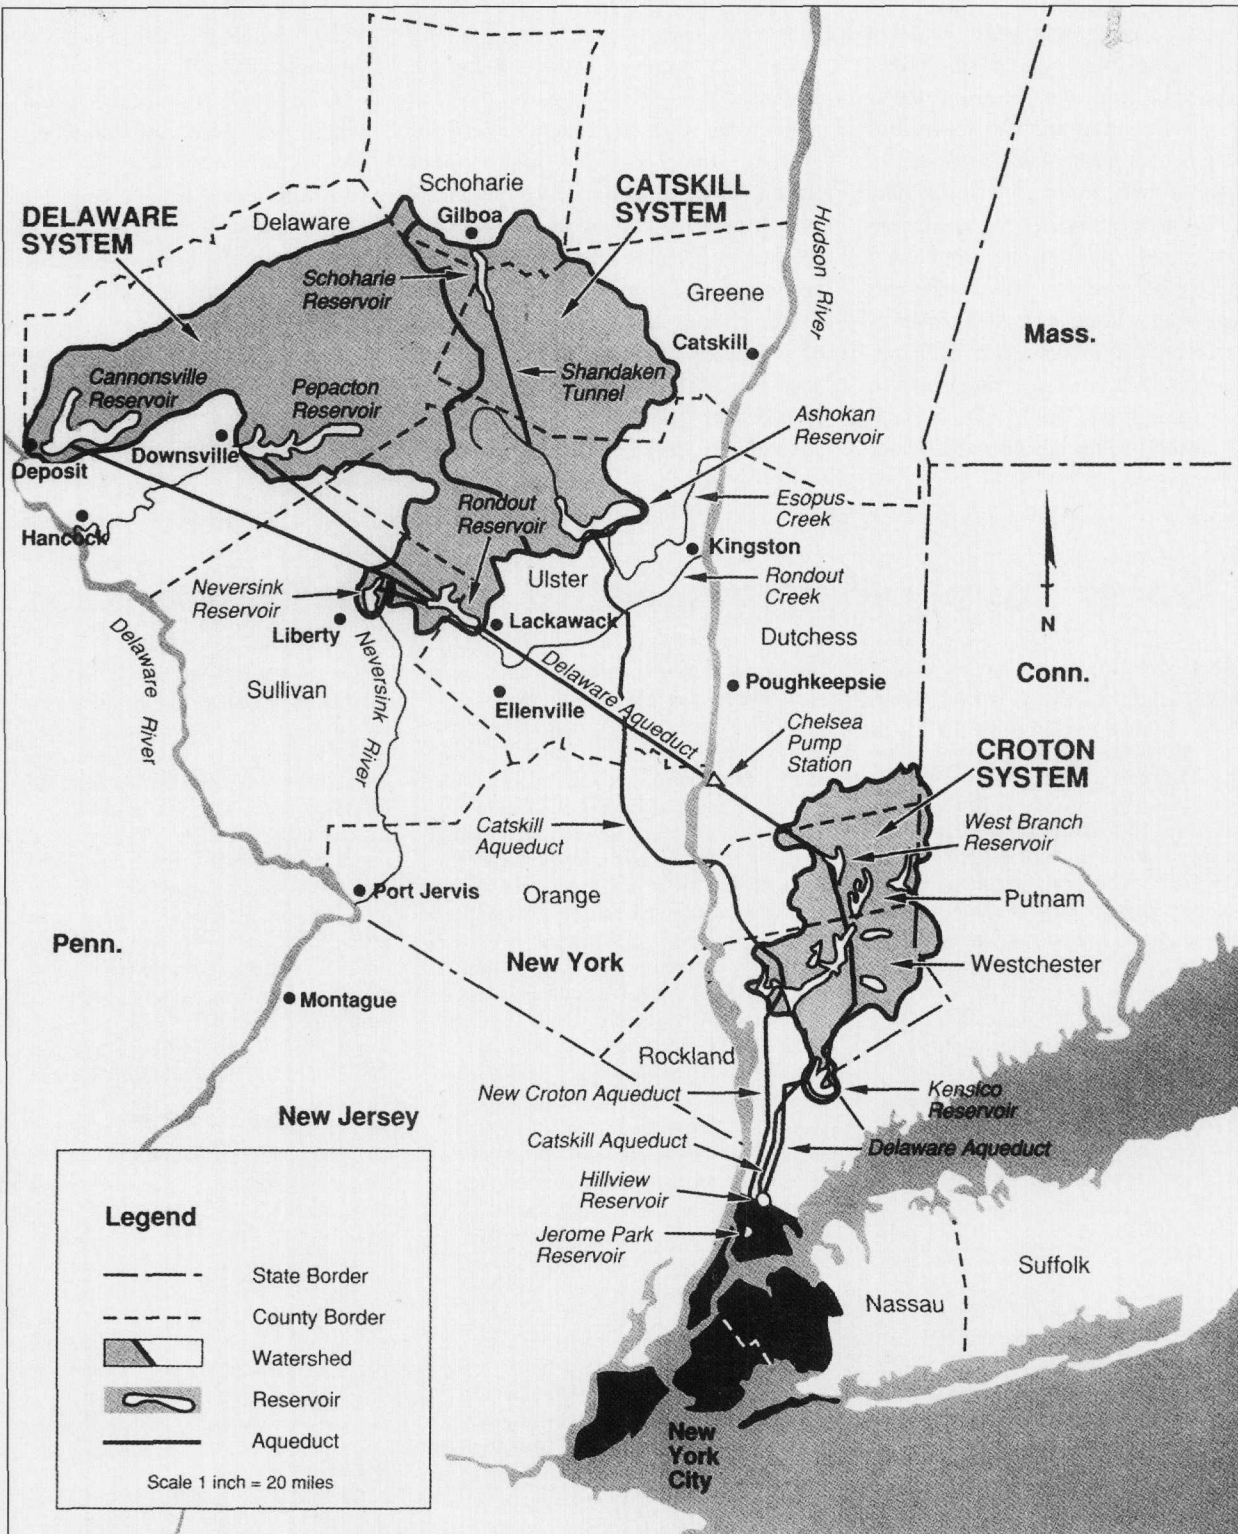 Schoharie
Gilboa
CATSKILL
SYSTEM
DELAWARE
SYSTEM
Delaware
Hudson River
Schoharie
Reservoir
Greene
Mass.
Catskill
Shandaken
Tunnel
Cannonsville
Reservoir
Pepacton
Reservoir
Ashokan
Reservoir
Deposit
Downsville
Rondout
Reservoir
Esopus
Creek
Hancock
Kingston
Ulster
Rondout
Creek
Neversink
Reservoir
N
Liberty
Lackawack
Dutchess
Delaware
River
Neversink
River
Sullivan
Delaware Aqueduct
Conn.
Poughkeepsie
Ellenville
Chelsea
Pump
Station
CROTON
SYSTEM
Catskill
Aqueduct
West Branch
Reservoir
Port Jervis
Orange
Putnam
Penn.
New York
Westchester
Montague
Rockland
New Croton Aqueduct
Kensico
Reservoir
New Jersey
Catskill Aqueduct
Delaware Aqueduct
Hillview
Reservoir
Jerome Park
Reservoir
Suffolk
Nassau
New
York
City
Legend
State Border
County Border
Watershed
Reservoir
Aqueduct
Scale 1 inch = 20 miles